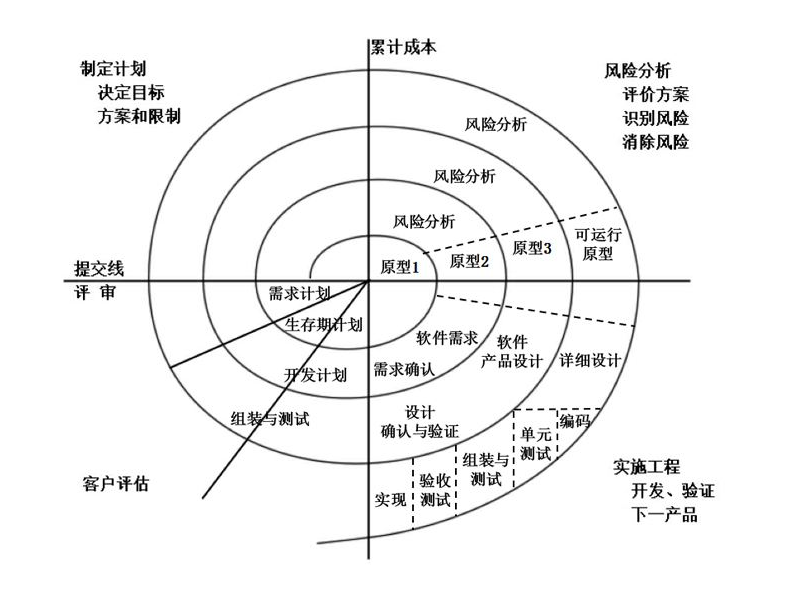 累计成本
制定计划
决定目标
方案和限制
风险分析
评价方案
识别风险
消除风险
风险分析
风险分析
风险分析
原型1
原型2
原型3
可运行
原型
提交线
评 审
需求计划
生存期计划
开发计划
组装与测试
软件需求
需求确认
软件
产品设计
详细设计
设计
确认与验证
实现
验收
测试
组装与
测试
单元
测试
编码
客户评估
实施工程
开发、验证
下一产品